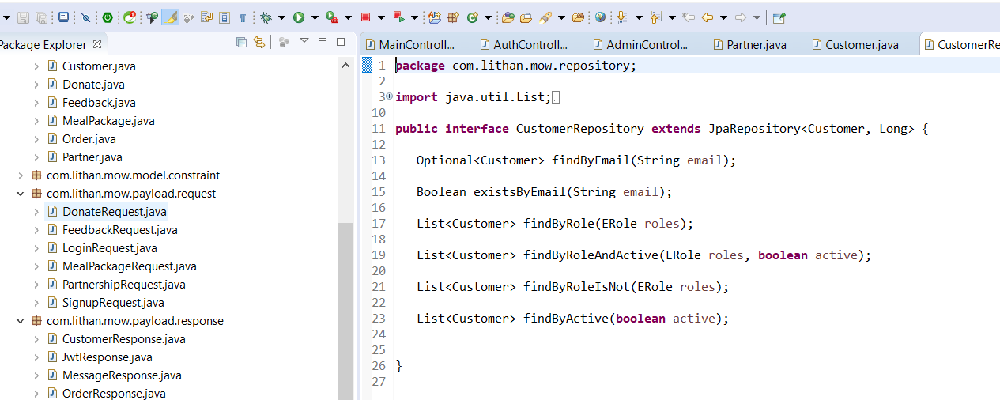 Package Explorer
Customer.java
Donate.java
Feedback.java
MealPackage.java
Order.java
Partner.java
com.lithan.mow.model.constraint
com.lithan.mow.payload.request
DonateRequest.java
FeedbackRequest.java
LoginRequest.java
MealPackageRequest.java
PartnershipRequest.java
SignupRequest.java
com.lithan.mow.payload.response
CustomerResponse.java
JwtResponse.java
MessageResponse.java
OrderResponse.java
MainControll... AuthControll... AdminControl... Partner.java Customer.java CustomerRe
1 package com.lithan.mow.repository;
2
3 import java.util.List;
10
11 public interface CustomerRepository extends JpaRepository<Customer, Long> {
12
13 Optional<Customer> findByEmail(String email);
14
15 Boolean existsByEmail(String email);
16
17 List<Customer> findByRole(ERole roles);
18
19 List<Customer> findByRoleAndActive(ERole roles, boolean active);
20
21 List<Customer> findByRoleIsNot(ERole roles);
22
23 List<Customer> findByActive(boolean active);
24
25
26 }
27